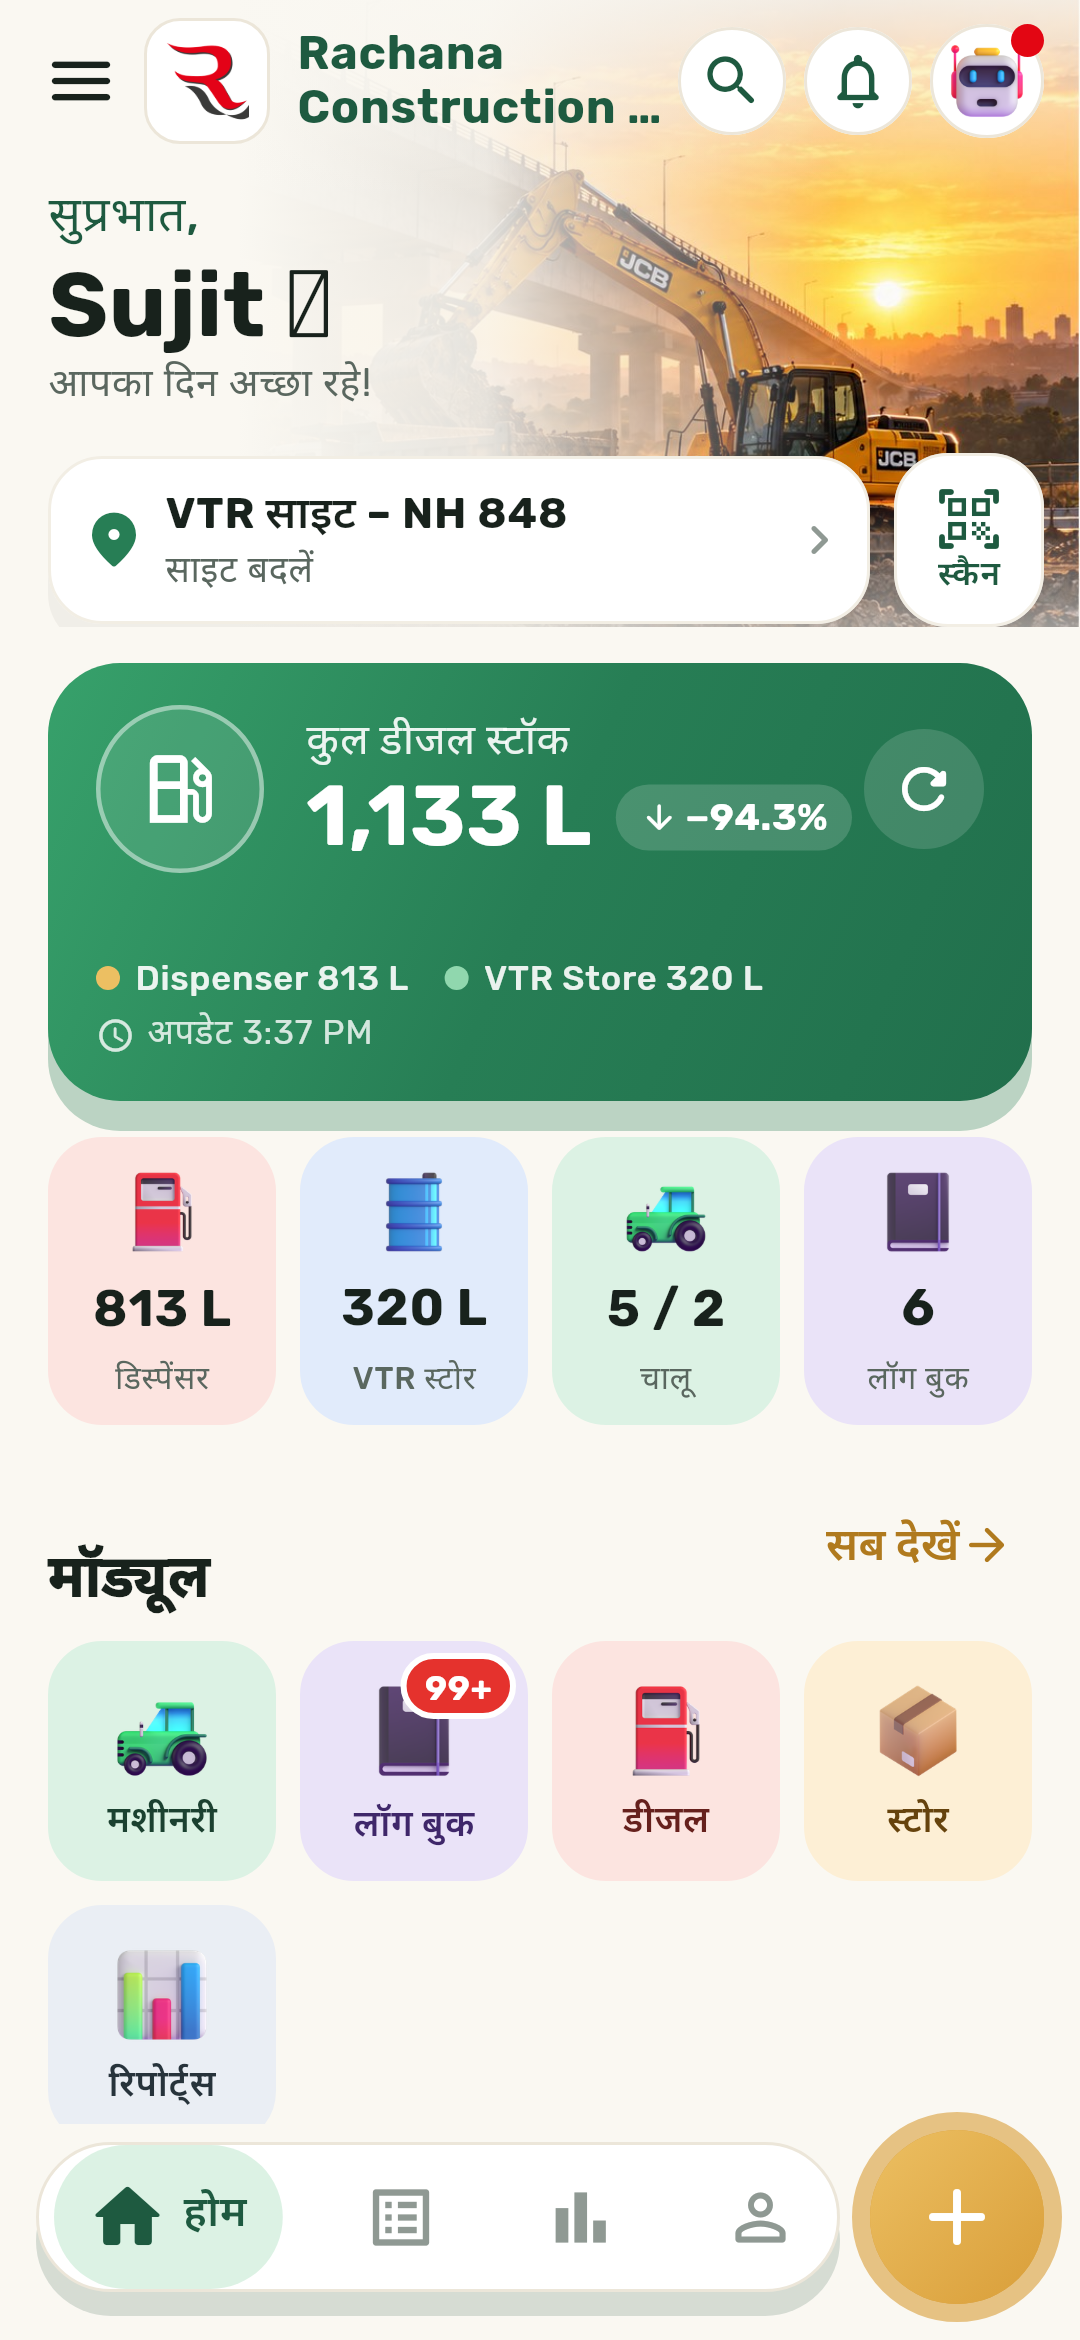 Rachana
Construction ...
सुप्रभात,
Sujit
आपका दिन अच्छा रहे!
JCB
JCB
VTR साइट – NH 848
साइट बदलें
स्कैन
कुल डीजल स्टॉक
1,133 L
–94.3%
Dispenser 813 L
VTR Store 320 L
अपडेट 3:37 PM
813 L
डिस्पेंसर
320 L
VTR स्टोर
5 / 2
चालू
6
लॉग बुक
मॉड्यूल
सब देखें
मशीनरी
99+
लॉग बुक
डीजल
स्टोर
रिपोर्ट्स
होम